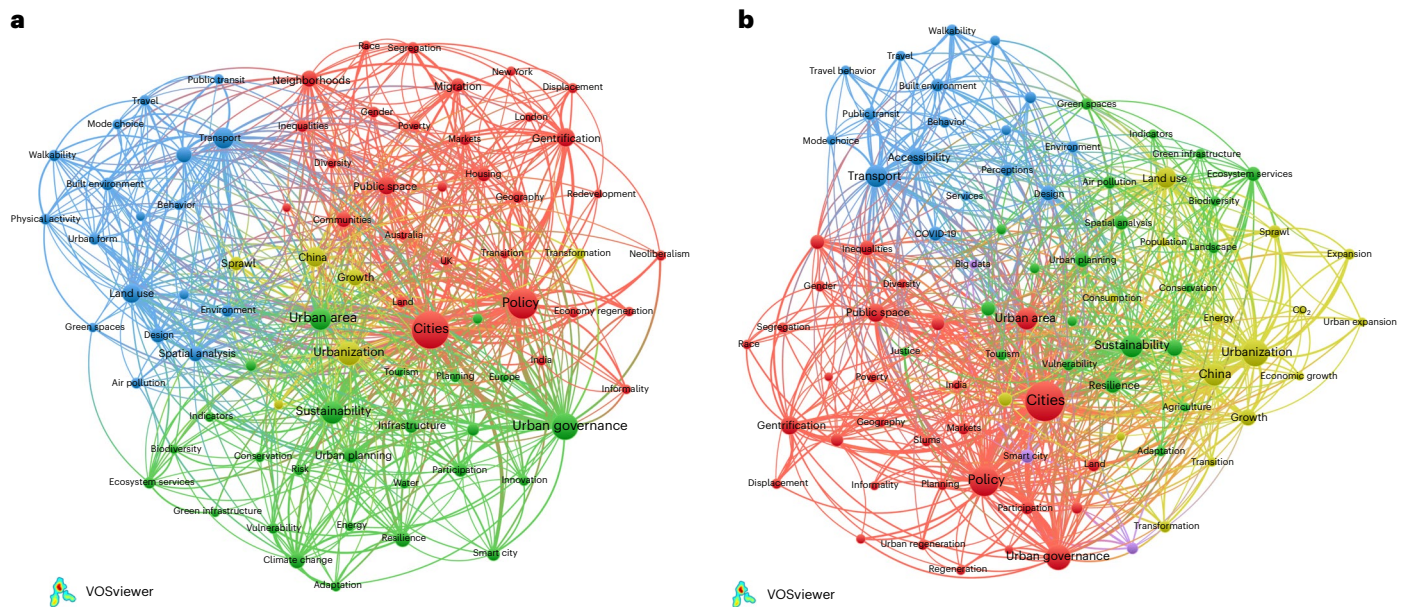 a
Race
Segregation
Public transit
Neighborhoods
New York
Migration
Displacement
Travel
Gender
London
Mode choice
Inequalities
Poverty
Transport
Markets
Gentrification
Walkability
Diversity
Housing
Built environment
Public space
Redevelopment
Geography
Behavior
Physical activity
Communities
Urban form
Australia
Transition
Transformation
Neoliberalism
China
Sprawl
UK
Growth
Land use
Land
Policy
Environment
Economy regeneration
Urban area
Green spaces
Cities
Design
Spatial analysis
Urbanization
India
Tourism
Planning
Europe
Air pollution
Informality
Sustainability
Indicators
Infrastructure
Urban governance
Biodiversity
Conservation
Urban planning
Risk
Participation
Ecosystem services
Water
Innovation
Green infrastructure
Vulnerability
Energy
Resilience
Smart city
Climate change
Adaptation
VOSviewer
b
Walkability
Travel
Travel behavior
Built environment
Green spaces
Public transit
Behavior
Indicators
Mode choice
Environment
Green infrastructure
Accessibility
Perceptions
Ecosystem services
Transport
Air pollution
Land use
Services
Design
Biodiversity
Spatial analysis
COVID-19
Sprawl
Population
Inequalities
Landscape
Expansion
Big data
Urban planning
Gender
Diversity
Conservation
Consumption
Public space
CO₂
Urban area
Energy
Urban expansion
Segregation
Race
Sustainability
Justice
Tourism
Urbanization
Vulnerability
Poverty
China
Economic growth
India
Resilience
Cities
Agriculture
Growth
Gentrification
Geography
Markets
Slums
Adaptation
Smart city
Land
Transition
Displacement
Informality
Planning
Policy
Participation
Transformation
Urban regeneration
Urban governance
Regeneration
VOSviewer